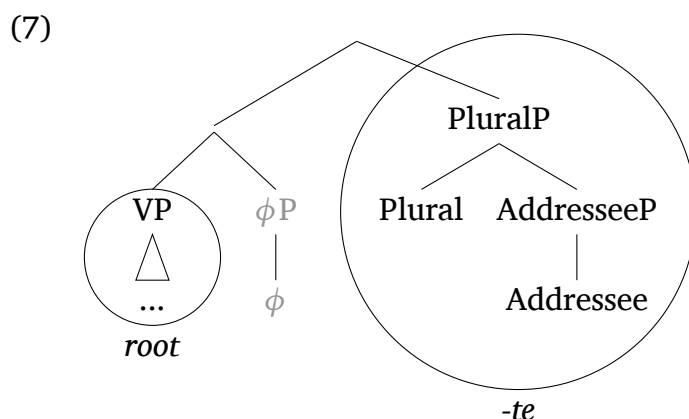 (7)
PluralP
VP ϕP Plural AddresseeP
... ϕ Addressee
root
-te